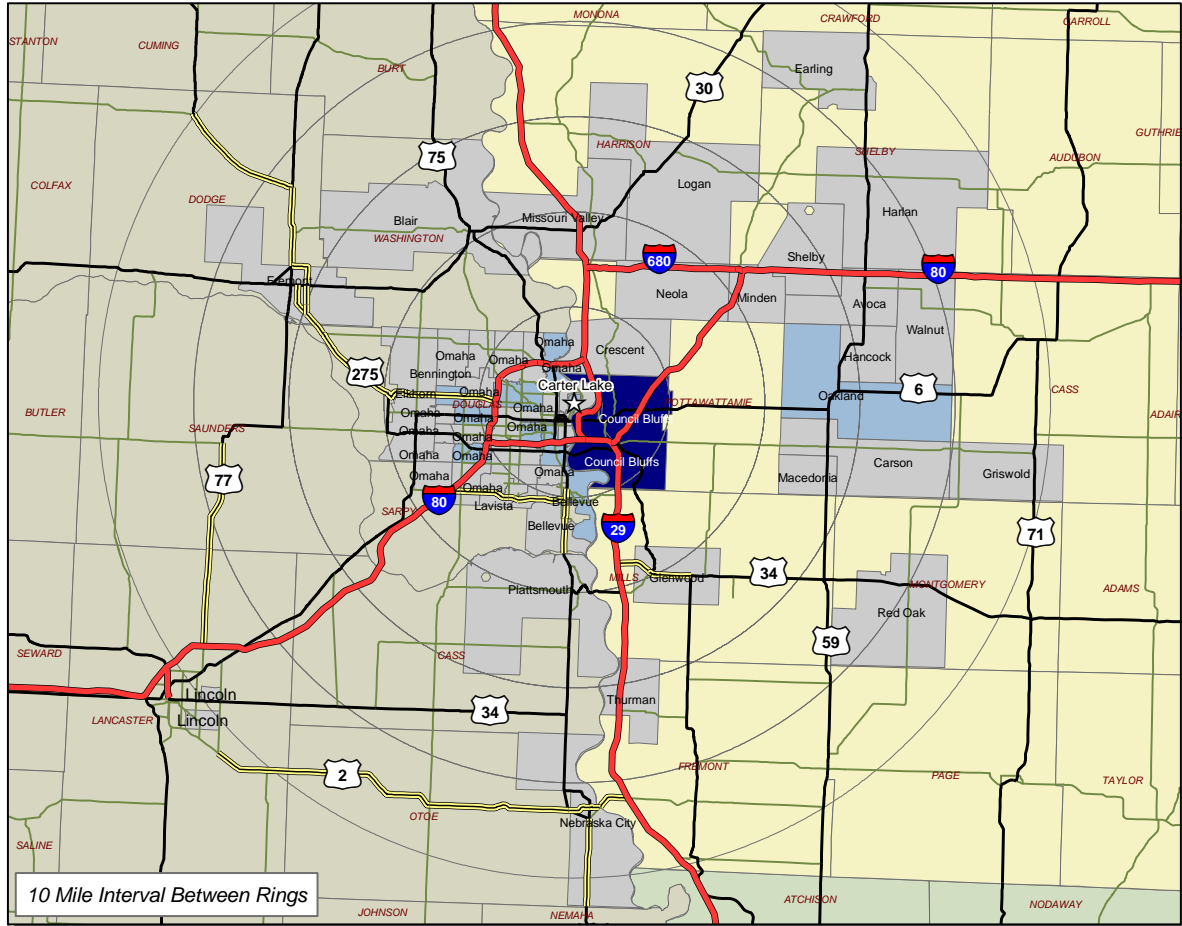 MONONA
CRAWFORD
CARROLL
STANTON
CUMING
BURT
Earling
30
75
HARRISON
SHELBY
GUTHRIE
AUDUBON
COLFAX
DODGE
Logan
Harlan
Blair
WASHINGTON
Missouri Valley
Shelby
680
80
Fremont
Neola
Minden
Avoca
Walnut
Omaha
Crescent
Omaha
Omaha
Omaha
Hancock
Bennington
275
Carter Lake
6
Elkhorn
Omaha
Oakland
CASS
DOUGLAS
Omaha
POTTAWATTAMIE
BUTLER
Omaha
Omaha
Council Bluffs
ADAIR
SAUNDERS
Omaha
Omaha
Omaha
Omaha
Omaha
Council Bluffs
Carson
Griswold
77
Omaha
Omaha
Macedonia
Omaha
80
Lavista
Bellevue
SARPY
Bellevue
29
71
Plattsmouth
MILLS
Glenwood
34
MONTGOMERY
ADAMS
Red Oak
59
SEWARD
CASS
Lincoln
Thurman
LANCASTER
Lincoln
34
2
FREMONT
PAGE
TAYLOR
OTOE
Nebraska City
SALINE
10 Mile Interval Between Rings
JOHNSON
NEMAHA
ATCHISON
NODAWAY